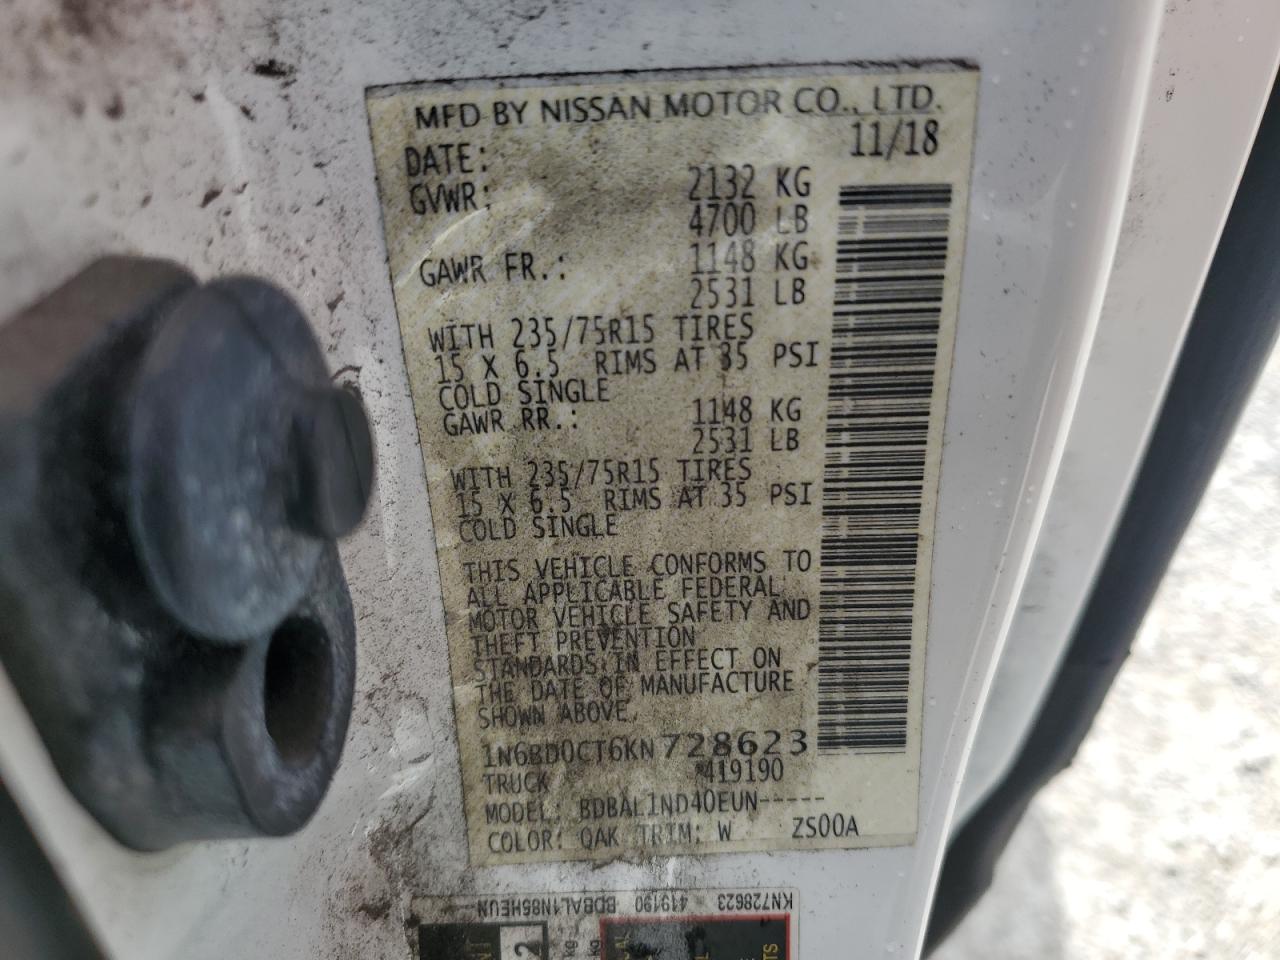 MFD BY NISSAN MOTOR CO., LTD.
DATE: 11/18
GVWR: 2132 KG
4700 LB
GAWR FR.: 1148 KG
2531 LB
WITH 235/75R15 TIRES
15 X 6.5 RIMS AT 35 PSI
COLD SINGLE
GAWR RR.: 1148 KG
2531 LB
WITH 235/75R15 TIRES
15 X 6.5 RIMS AT 35 PSI
COLD SINGLE
THIS VEHICLE CONFORMS TO
ALL APPLICABLE FEDERAL
MOTOR VEHICLE SAFETY AND
THEFT PREVENTION
STANDARDS IN EFFECT ON
THE DATE OF MANUFACTURE
SHOWN ABOVE.
1N6BD0CT6KN728623
TRUCK 419190
MODEL: BDBAL1ND40EUN-----
COLOR: QAK TRIM: W ZS00A
KN728623 419190 BDBAL1N85HEUN
2
kg
kg